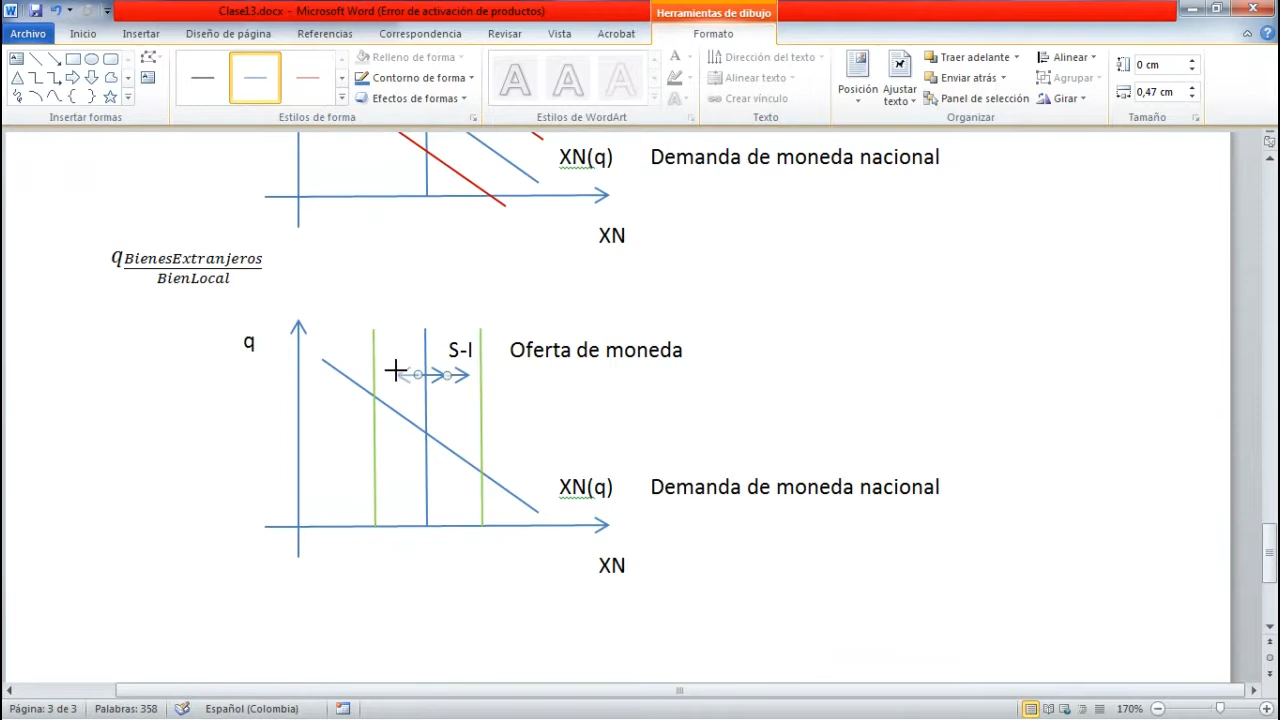 Clase13.docx - Microsoft Word (Error de activación de productos)
Herramientas de dibujo
Archivo Inicio Insertar Diseño de página Referencias Correspondencia Revisar Vista Acrobat Formato
Relleno de forma
Contorno de forma
Efectos de formas
Dirección del texto
Alinear texto
Crear vínculo
Posición
Ajustar texto
Traer adelante
Enviar atrás
Panel de selección
Alinear
Agrupar
Girar
0 cm
0,47 cm
Insertar formas Estilos de forma Estilos de WordArt Texto Organizar Tamaño
XN(q) Demanda de moneda nacional
XN
qBienesExtranjeros
BienLocal
q S-I Oferta de moneda
XN(q) Demanda de moneda nacional
XN
Página: 3 de 3 Palabras: 358 Español (Colombia) 170%